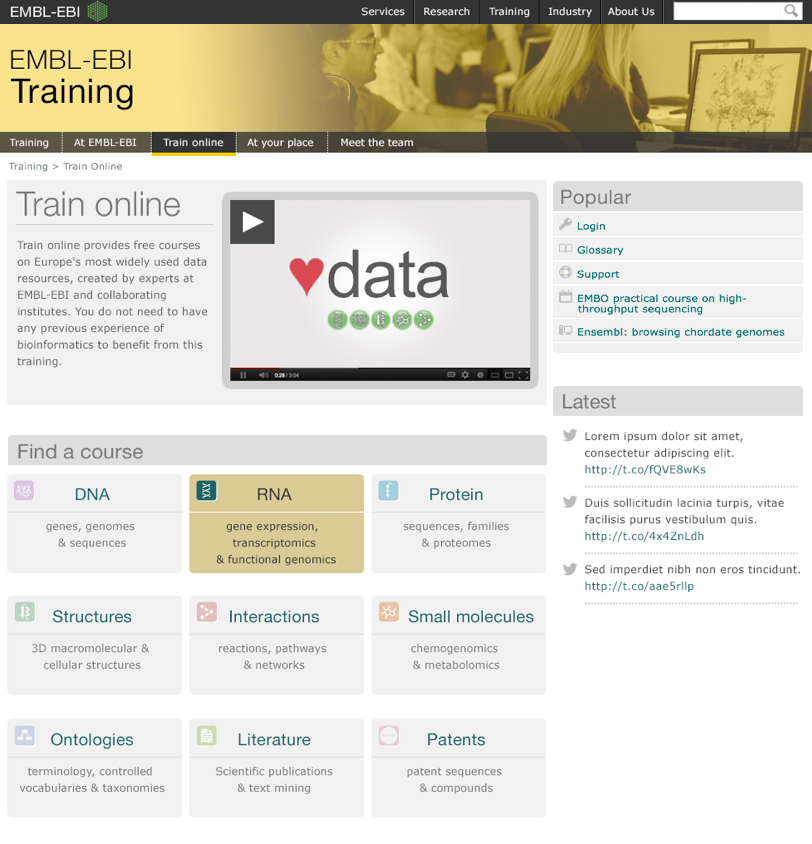 EMBL-EBI
Services
Research
Training
Industry
About Us
EMBL-EBI
Training
Training
At EMBL-EBI
Train online
At your place
Meet the team
Training > Train Online
Train online
Train online provides free courses
on Europe's most widely used data
resources, created by experts at
EMBL-EBI and collaborating
institutes. You do not need to have
any previous experience of
bioinformatics to benefit from this
training.
♥data
0:28 / 3:04
Popular
Login
Glossary
Support
EMBO practical course on high-
throughput sequencing
Ensembl: browsing chordate genomes
Latest
Lorem ipsum dolor sit amet,
consectetur adipiscing elit.
http://t.co/fQVE8wKs
Duis sollicitudin lacinia turpis, vitae
facilisis purus vestibulum quis.
http://t.co/4x4ZnLdh
Sed imperdiet nibh non eros tincidunt.
http://t.co/aae5rllp
Find a course
DNA
genes, genomes
& sequences
RNA
gene expression,
transcriptomics
& functional genomics
Protein
sequences, families
& proteomes
Structures
3D macromolecular &
cellular structures
Interactions
reactions, pathways
& networks
Small molecules
chemogenomics
& metabolomics
Ontologies
terminology, controlled
vocabularies & taxonomies
Literature
Scientific publications
& text mining
Patents
patent sequences
& compounds